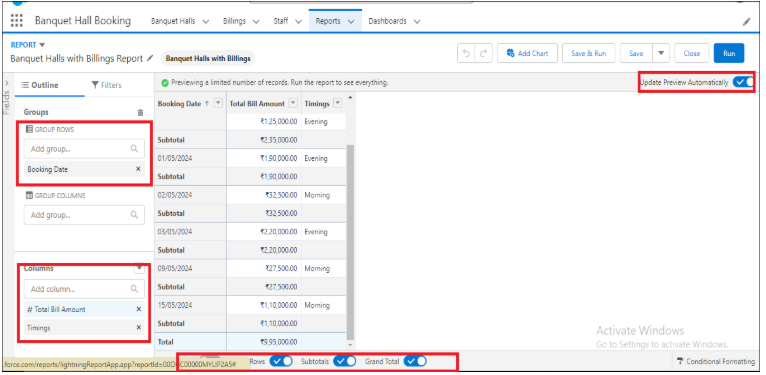 Banquet Hall Booking Banquet Halls Billings Staff Reports Dashboards
REPORT
Banquet Halls with Billings Report Banquet Halls with Billings
Add Chart Save & Run Save Close Run
Fields
Outline Filters
Previewing a limited number of records. Run the report to see everything.
Update Preview Automatically
Groups
GROUP ROWS
Add group...
Booking Date
GROUP COLUMNS
Add group...
Columns
Add column...
# Total Bill Amount
Timings
Booking Date Total Bill Amount Timings
₹1,25,000.00 Evening
Subtotal ₹2,35,000.00
01/05/2024 ₹1,90,000.00 Evening
Subtotal ₹1,90,000.00
02/05/2024 ₹32,500.00 Morning
Subtotal ₹32,500.00
03/05/2024 ₹2,20,000.00 Evening
Subtotal ₹2,20,000.00
09/05/2024 ₹27,500.00 Morning
Subtotal ₹27,500.00
15/05/2024 ₹1,10,000.00 Morning
Subtotal ₹1,10,000.00
Total ₹9,95,000.00
Activate Windows
Go to Settings to activate Windows.
Rows Subtotals Grand Total
Conditional Formatting